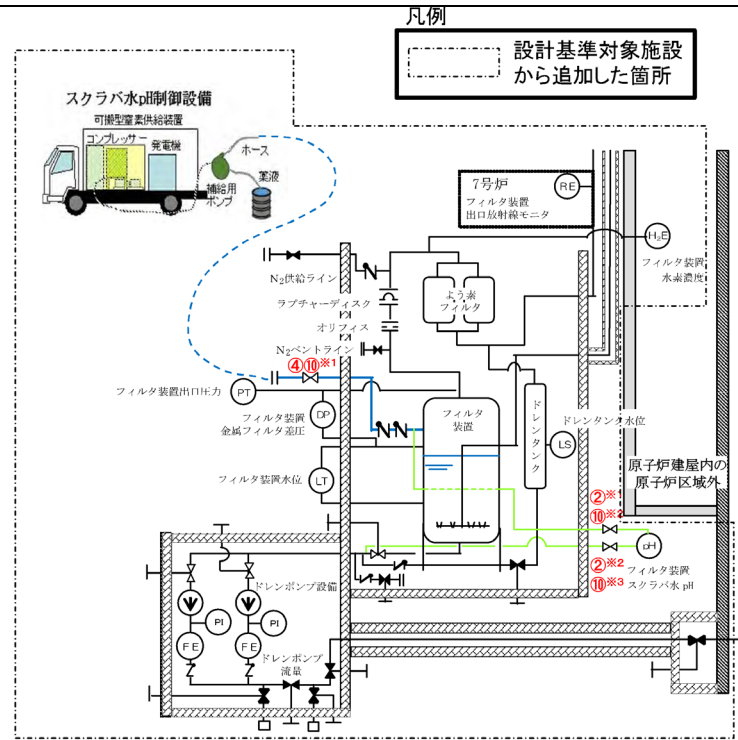 凡例
設計基準対象施設
から追加した箇所
スクラバ水pH制御設備
可搬型窒素供給装置
コンプレッサー
発電機
ホース
補給用
ポンプ
薬液
7号炉
フィルタ装置
出口放射線モニタ
RE
H₂E
フィルタ装置
水素濃度
N₂供給ライン
ラプチャーディスク
オリフィス
N₂ベントライン
よう素
フィルタ
④⑩※1
フィルタ装置出口圧力
PT
フィルタ装置
金属フィルタ差圧
DP
フィルタ装置水位
LT
フィルタ
装置
ドレンタンク
ドレンタンク水位
LS
原子炉建屋内の
原子炉区域外
②※1
⑩※2
pH
②※2
⑩※3
フィルタ装置
スクラバ水 pH
ドレンポンプ設備
PI
PI
FE
FE
ドレンポンプ
流量